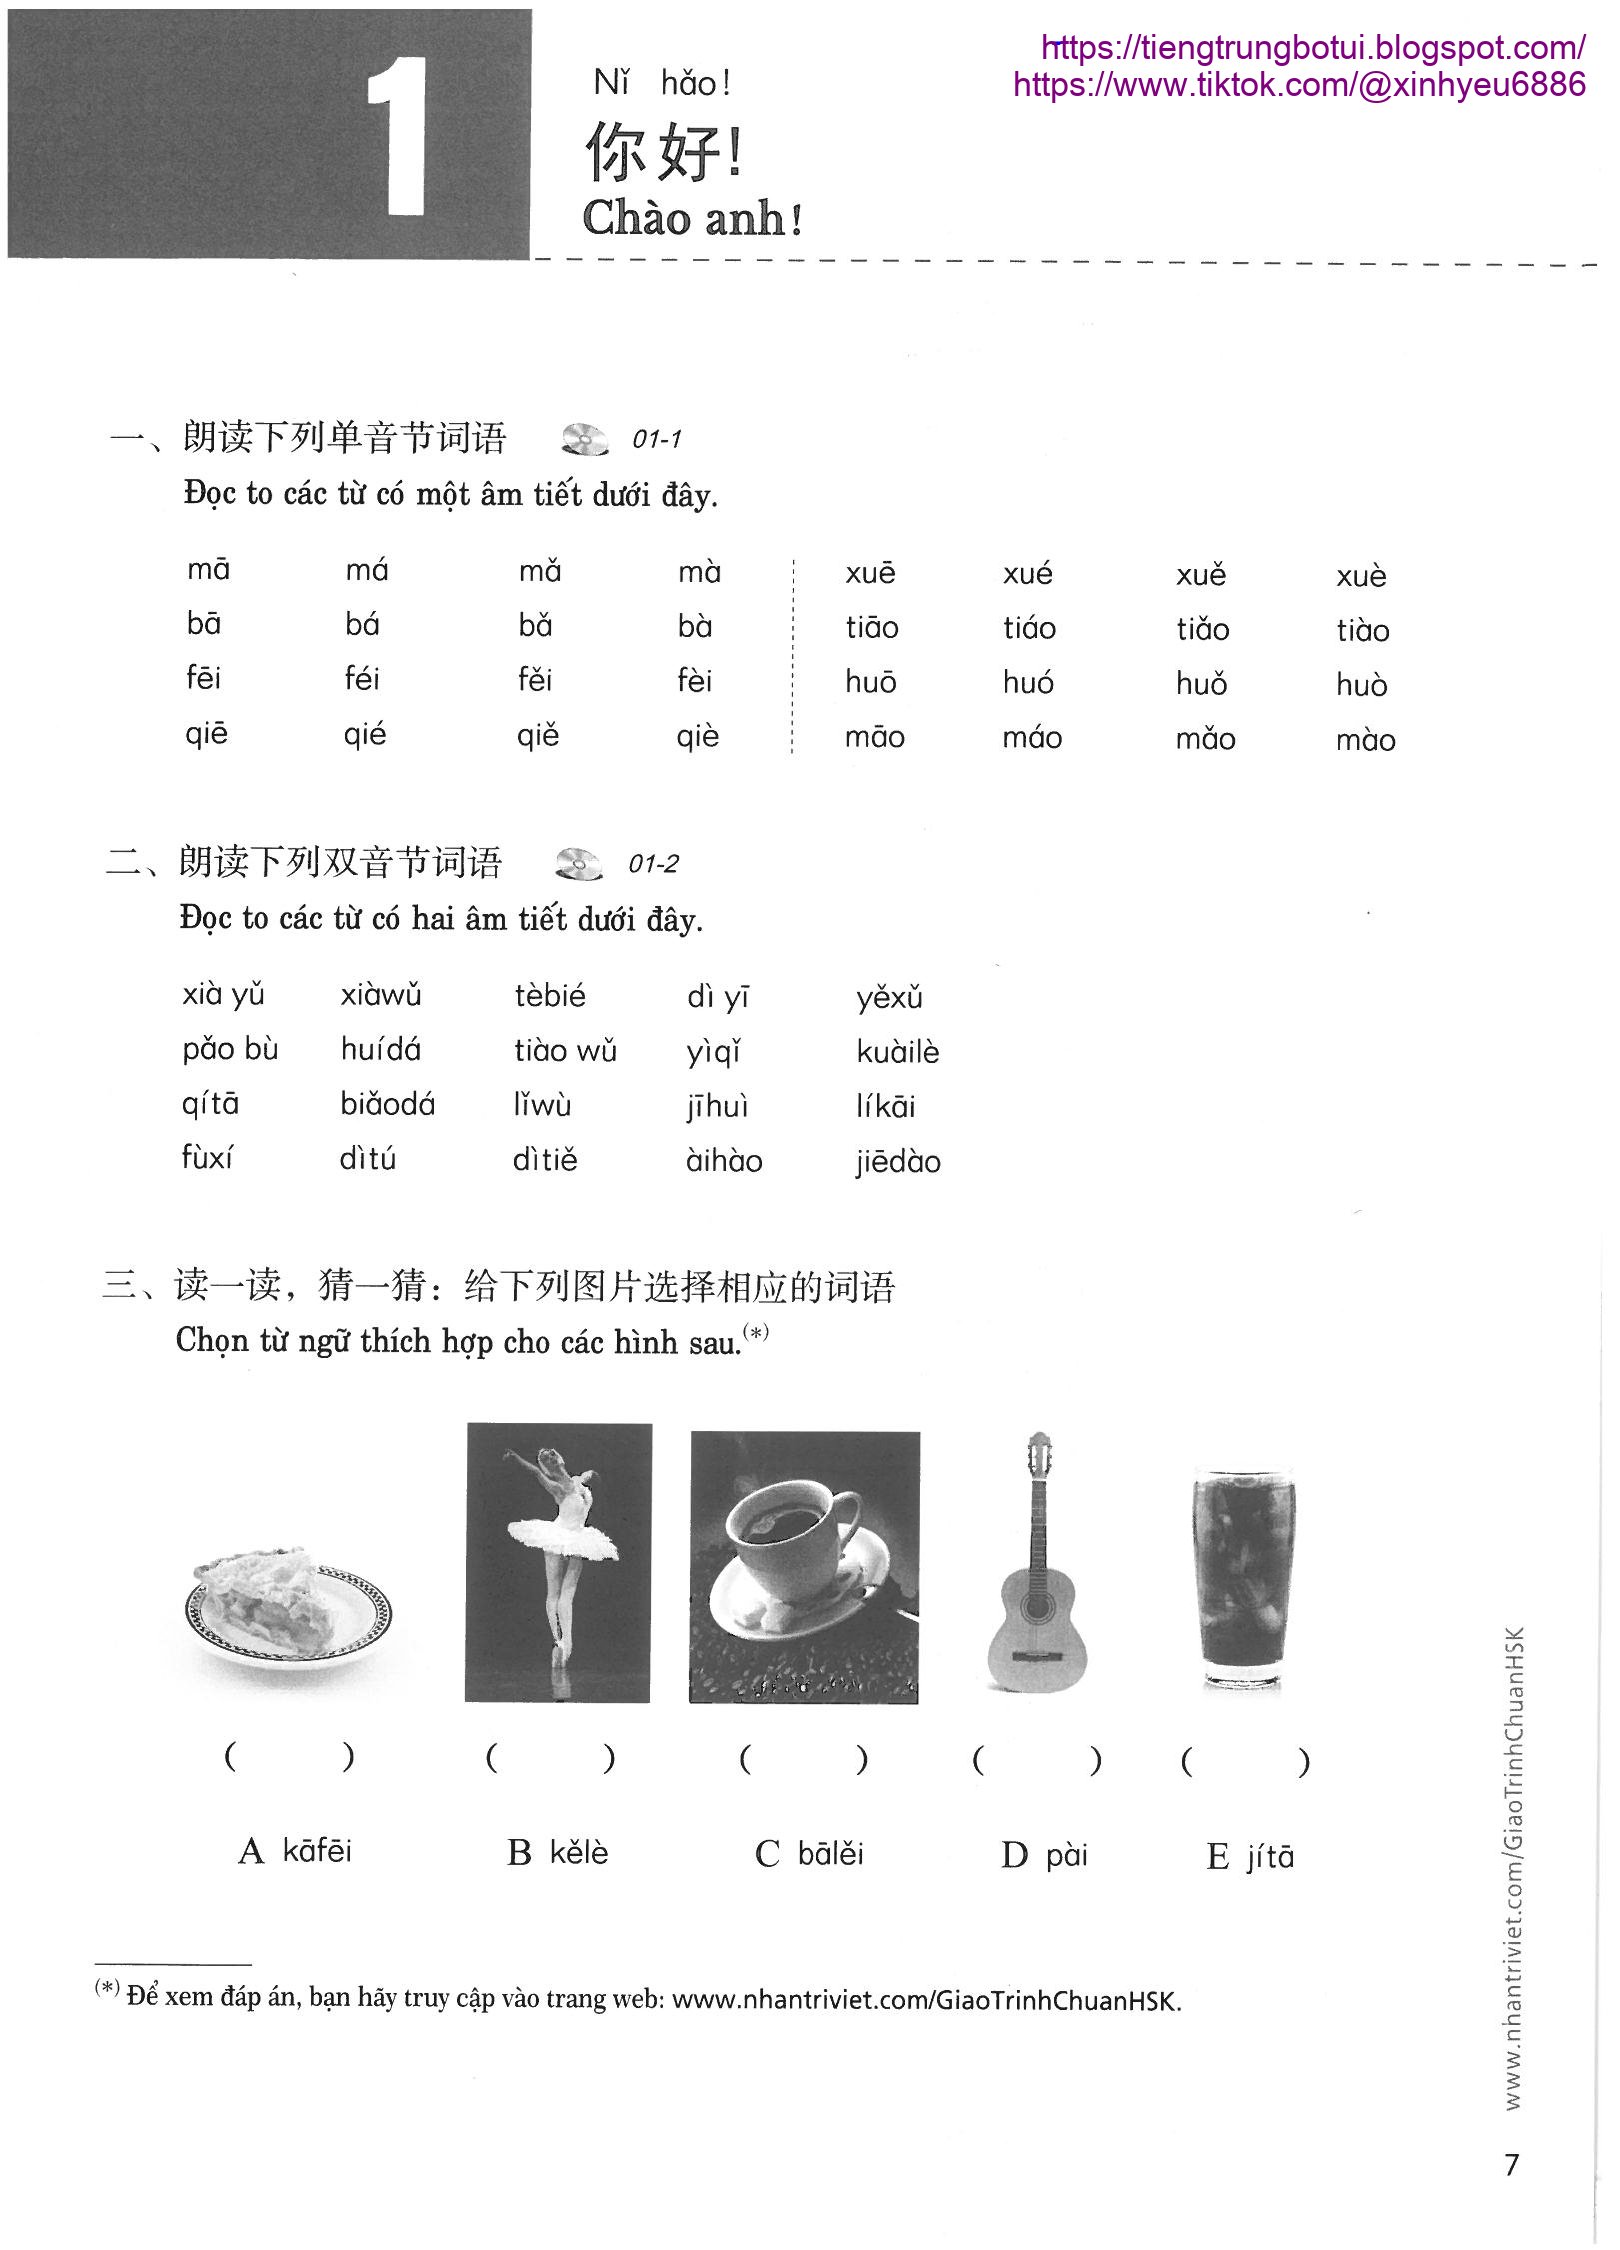 https://tiengtrungbotui.blogspot.com/
https://www.tiktok.com/@xinhyeu6886
1
Nǐ hǎo!
你好!
Chào anh!
一、朗读下列单音节词语 01-1
Đọc to các từ có một âm tiết dưới đây.
mā má mǎ mà xuē xué xuě xuè
bā bá bǎ bà tiāo tiáo tiǎo tiào
fēi féi fěi fèi huō huó huǒ huò
qiē qié qiě qiè māo máo mǎo mào
二、朗读下列双音节词语 01-2
Đọc to các từ có hai âm tiết dưới đây.
xià yǔ xiàwǔ tèbié dì yī yěxǔ
pǎo bù huídá tiào wǔ yìqǐ kuàilè
qítā biǎodá lǐwù jīhuì líkāi
fùxí dìtú dìtiě àihào jiēdào
三、读一读，猜一猜：给下列图片选择相应的词语
Chọn từ ngữ thích hợp cho các hình sau.(*)
( ) ( ) ( ) ( ) ( )
A kāfēi B kělè C bālěi D pài E jítā
(*) Để xem đáp án, bạn hãy truy cập vào trang web: www.nhantriviet.com/GiaoTrinhChuanHSK.
www.nhantriviet.com/GiaoTrinhChuanHSK
7